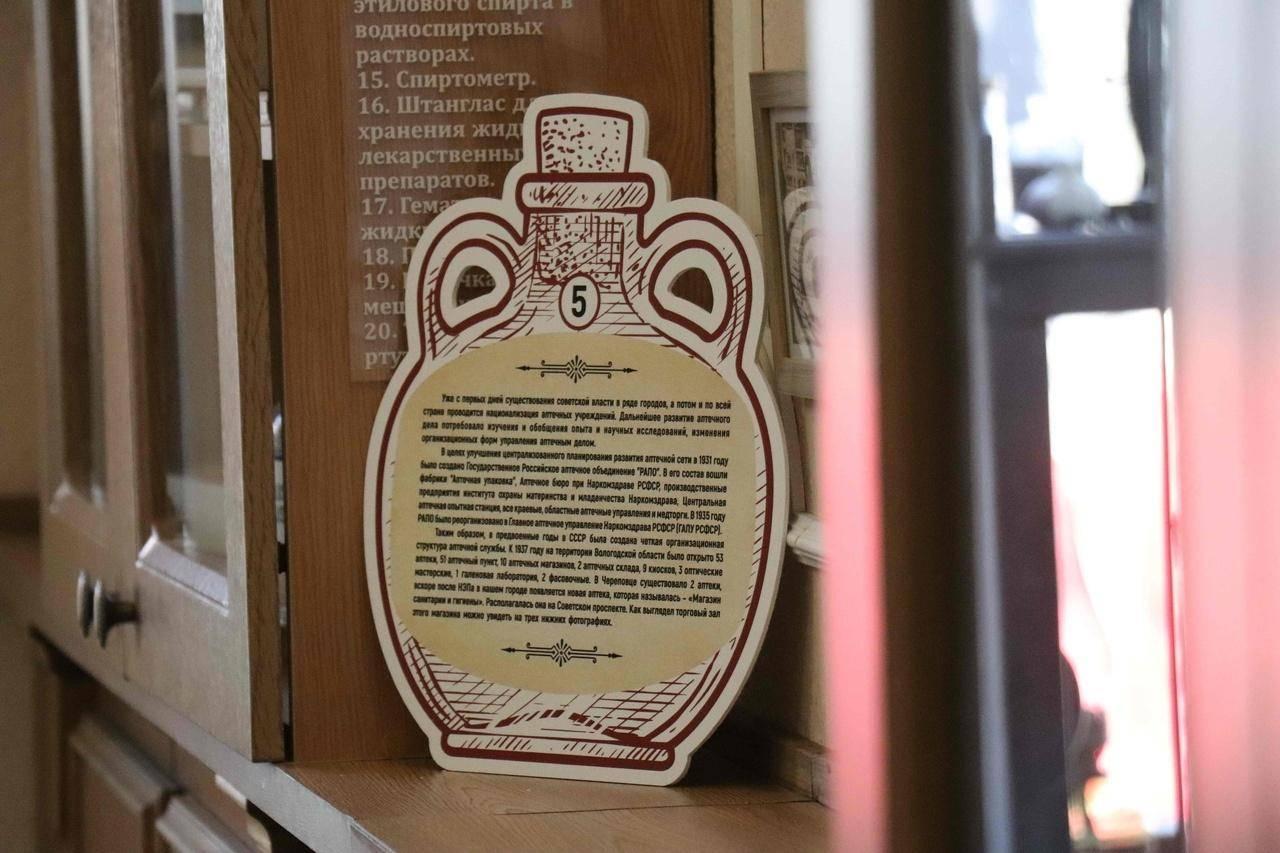 этилового спирта в
водноспиртовых
растворах.
15. Спиртометр.
16. Штанглас
хранения
лекарственны
препаратов.
17.
18.
19.
20.
5
Уже с первых дней существования советской власти в ряде городов, а потом и по всей
стране проводится национализация аптечных учреждений. Дальнейшее развитие аптечного
дела потребовало изучения и обобщения опыта и научных исследований, изменения
организационных форм управления аптечным делом.
В целях улучшения централизованного планирования развития аптечной сети в 1931 году
было создано Государственное Российское аптечное объединение "РАПО". В его состав вошли
фабрики "Аптечная упаковка", Аптечное бюро при Наркомздраве РСФСР, производственные
предприятия института охраны материнства и младенчества Наркомздрава, Центральная
аптечная опытная станция, все краевые, областные аптечные управления и медторги. В 1935 году
РАПО было реорганизовано в Главное аптечное управление Наркомздрава РСФСР (ГАПУ РСФСР).
Таким образом, в предвоенные годы в СССР была создана четкая организационная
структура аптечной службы. К 1937 году на территории Вологодской области было открыто 53
аптеки, 51 аптечный пункт, 10 аптечных магазинов, 2 аптечных склада, 9 киосков, 3 оптические
мастерские, 1 галеновая лаборатория, 2 фасовочные. В Череповце существовало 2 аптеки,
вскоре после НЭПа в нашем городе появляется новая аптека, которая называлась – «Магазин
санитарии и гигиены». Располагалась она на Советском проспекте. Как выглядел торговый зал
этого магазина можно увидеть на трех нижних фотографиях.